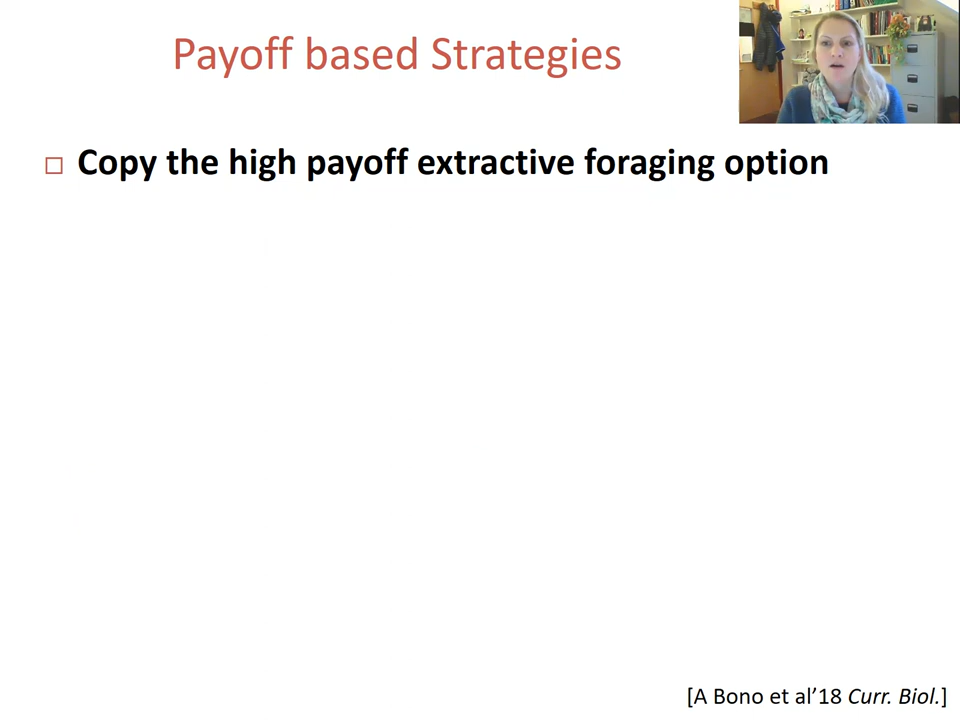 Payoff based Strategies
Copy the high payoff extractive foraging option
[A Bono et al’18 Curr. Biol.]